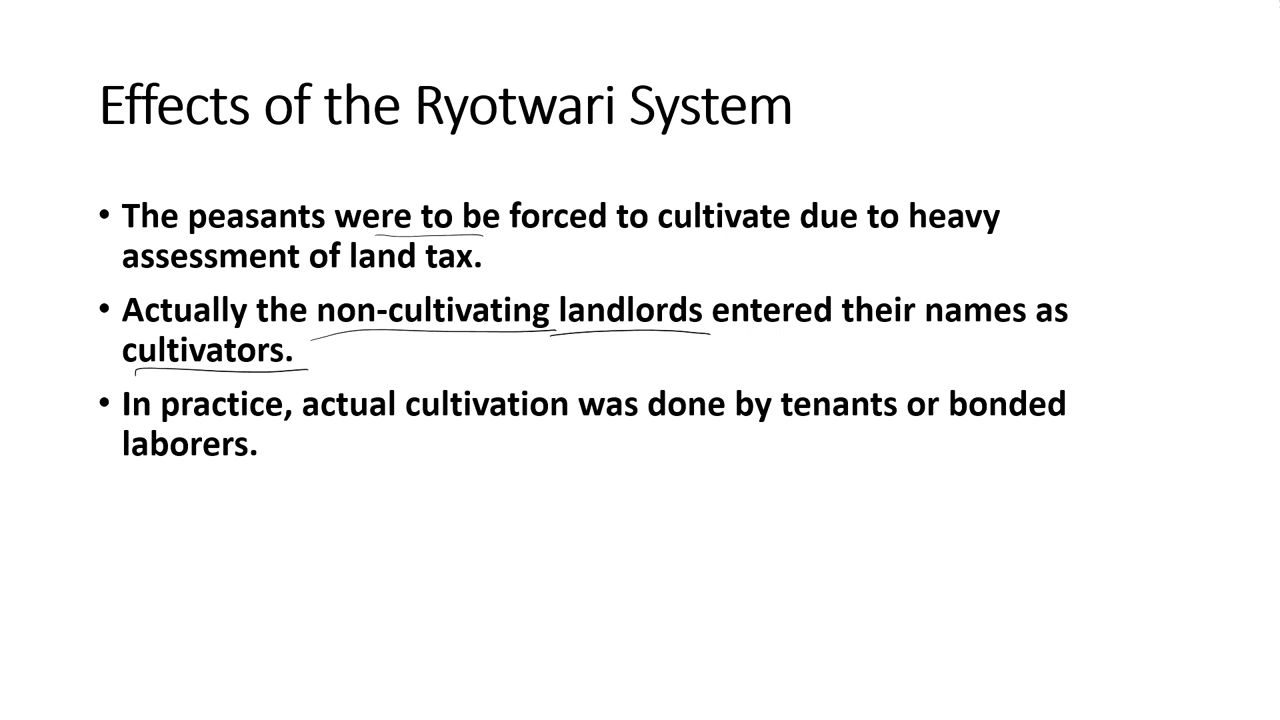 Effects of the Ryotwari System
• The peasants were to be forced to cultivate due to heavy
assessment of land tax.
• Actually the non-cultivating landlords entered their names as
cultivators.
• In practice, actual cultivation was done by tenants or bonded
laborers.